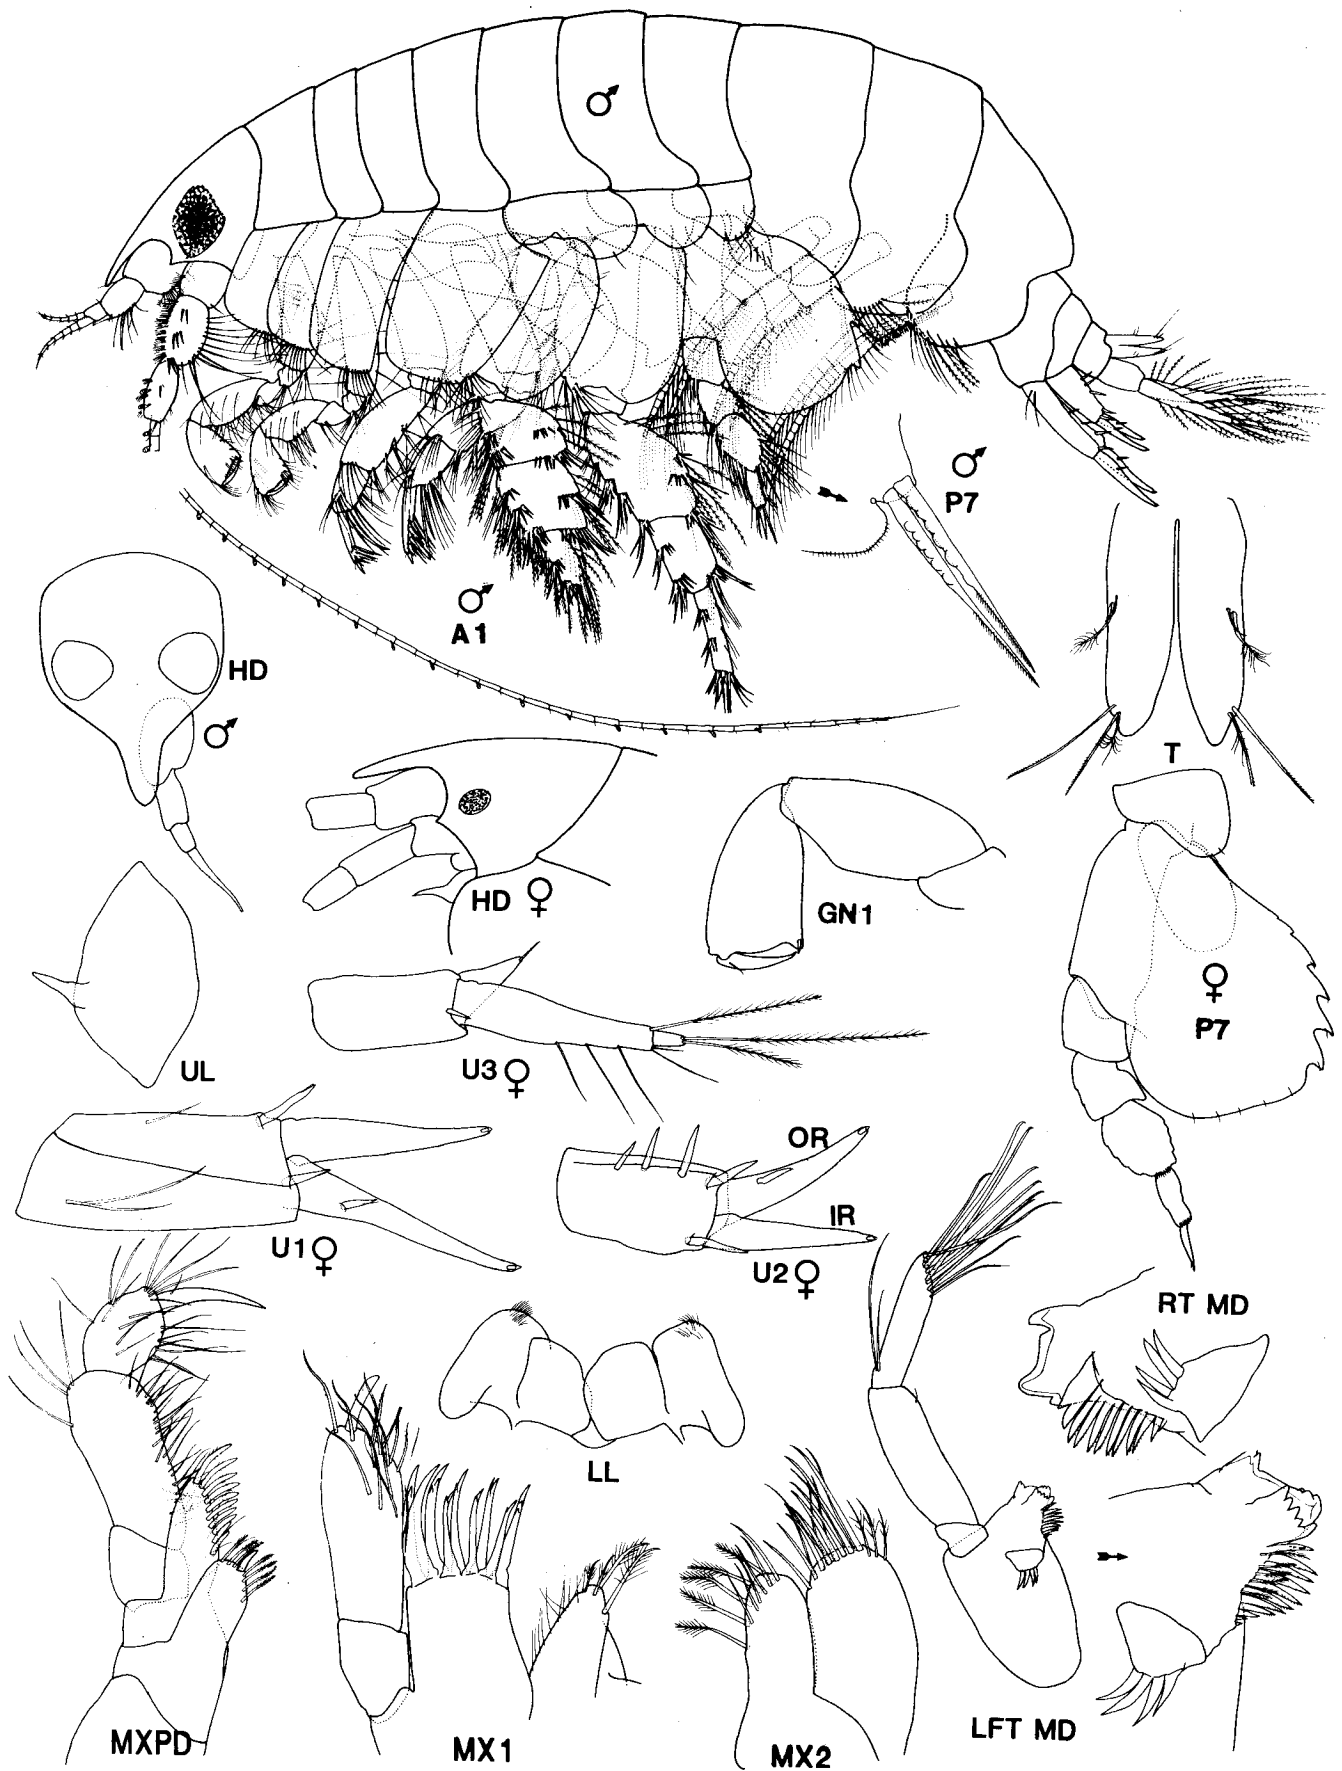 ♂
♂
P7
♂
A1
HD
♂
T
HD ♀
GN1
♀
P7
UL
U3♀
OR
IR
U1♀
U2♀
RT MD
LL
MXPD
MX1
MX2
LFT MD